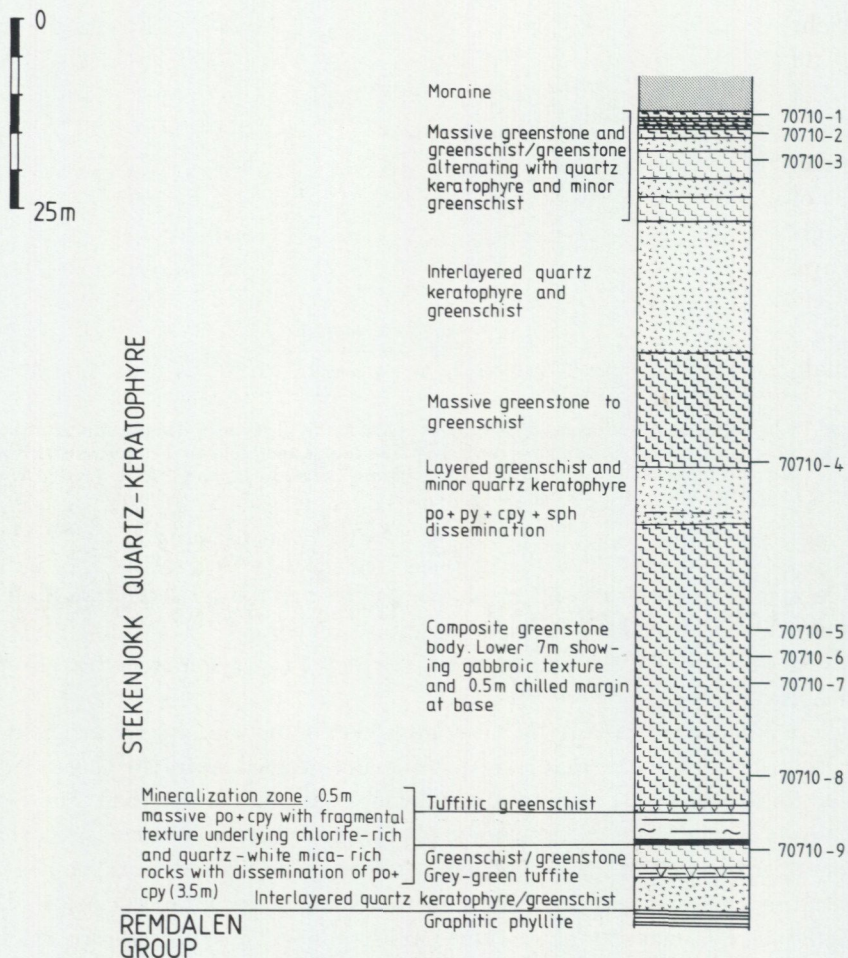 0
25m
Moraine
Massive greenstone and
greenschist/greenstone
alternating with quartz
keratophyre and minor
greenschist
70710-1
70710-2
70710-3
Interlayered quartz
keratophyre and
greenschist
Massive greenstone to
greenschist
70710-4
Layered greenschist and
minor quartz keratophyre
po+py+cpy+sph
dissemination
STEKENJOKK QUARTZ-KERATOPHYRE
Composite greenstone
body. Lower 7m show-
ing gabbroic texture
and 0.5m chilled margin
at base
70710-5
70710-6
70710-7
70710-8
Mineralization zone. 0.5m
massive po+cpy with fragmental
texture underlying chlorite-rich
and quartz-white mica-rich
rocks with dissemination of po+
cpy (3.5m)
Tuffitic greenschist
Greenschist/greenstone
70710-9
Grey-green tuffite
Interlayered quartz keratophyre/greenschist
REMDALEN
GROUP
Graphitic phyllite